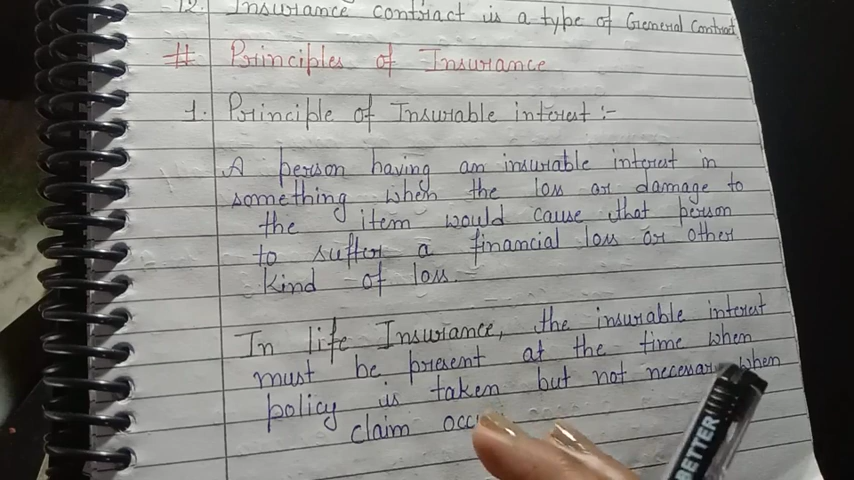 12. Insurance contract is a type of General Contract
# Principles of Insurance
1. Principle of Insurable interest :-
A person having an insurable interest in
something when the loss or damage to
the item would cause that person
to suffer a financial loss or other
kind of loss.
In life Insurance, the insurable interest
must be present at the time when
policy is taken but not necessary when
claim
BETTER